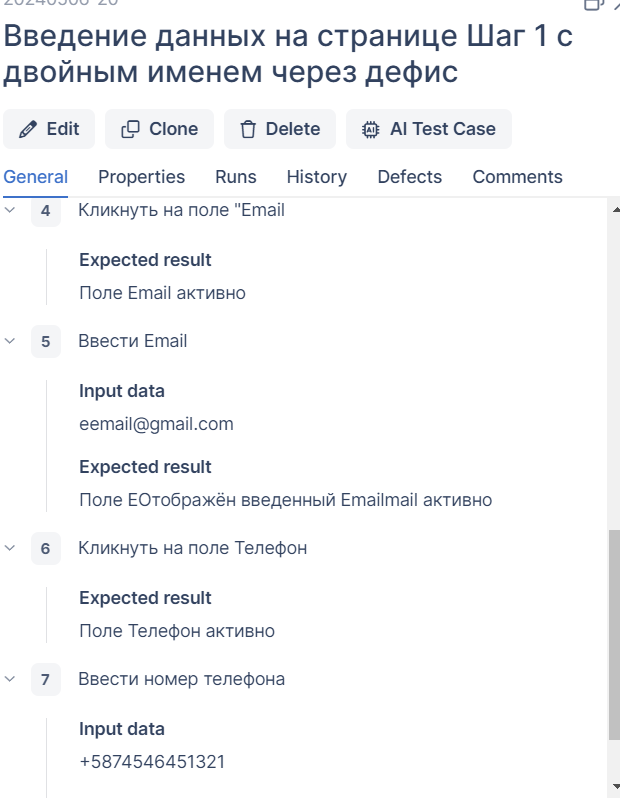 Введение данных на странице Шаг 1 с
двойным именем через дефис
Edit Clone Delete AI Test Case
General Properties Runs History Defects Comments
4 Кликнуть на поле "Email
Expected result
Поле Email активно
5 Ввести Email
Input data
eemail@gmail.com
Expected result
Поле EОтображён введенный Emailmail активно
6 Кликнуть на поле Телефон
Expected result
Поле Телефон активно
7 Ввести номер телефона
Input data
+5874546451321